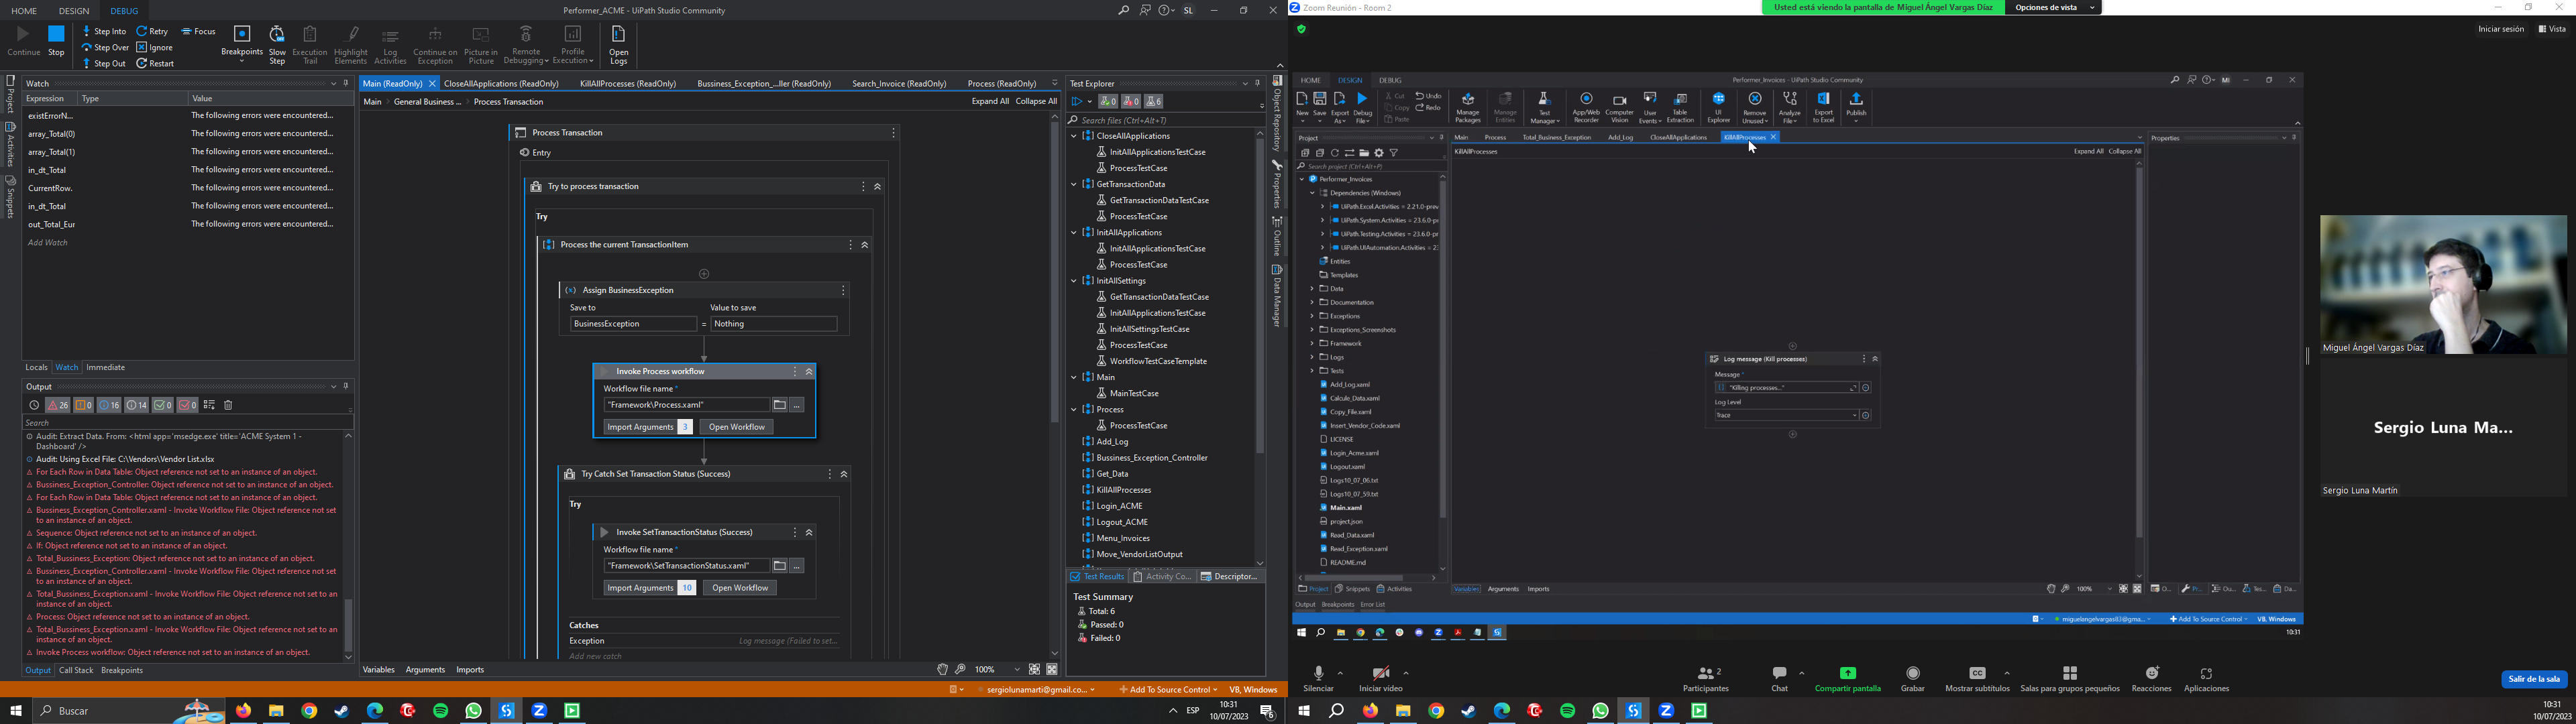 HOME DESIGN DEBUG
Performer_ACME - UiPath Studio Community
SL
Continue Stop
Step Into Retry Focus
Step Over Ignore
Step Out Restart
Breakpoints
Slow Step
Execution Trail
Highlight Elements
Log Activities
Continue on Exception
Picture in Picture
Remote Debugging
Profile Execution
Open Logs
Project
Activities
Snippets
Watch
Expression Type Value
existErrorN... The following errors were encountered...
array_Total(0) The following errors were encountered...
array_Total(1) The following errors were encountered...
in_dt_Total The following errors were encountered...
CurrentRow. The following errors were encountered...
in_dt_Total The following errors were encountered...
out_Total_Eur The following errors were encountered...
Add Watch
Locals Watch Immediate
Output
26 0 16 14 0 0
Search
Audit: Extract Data. From: <html app='msedge.exe' title='ACME System 1 -
Dashboard' />
Audit: Using Excel File: C:\Vendors\Vendor List.xlsx
For Each Row in Data Table: Object reference not set to an instance of an object.
Bussiness_Exception_Controller: Object reference not set to an instance of an object.
For Each Row in Data Table: Object reference not set to an instance of an object.
Bussiness_Exception_Controller.xaml - Invoke Workflow File: Object reference not set
to an instance of an object.
Sequence: Object reference not set to an instance of an object.
If: Object reference not set to an instance of an object.
Total_Bussiness_Exception: Object reference not set to an instance of an object.
Bussiness_Exception_Controller.xaml - Invoke Workflow File: Object reference not set
to an instance of an object.
Total_Bussiness_Exception.xaml - Invoke Workflow File: Object reference not set to an
instance of an object.
Process: Object reference not set to an instance of an object.
Total_Bussiness_Exception.xaml - Invoke Workflow File: Object reference not set to an
instance of an object.
Invoke Process workflow: Object reference not set to an instance of an object.
Output Call Stack Breakpoints
Main (ReadOnly) CloseAllApplications (ReadOnly) KillAllProcesses (ReadOnly) Bussiness_Exception_...ller (ReadOnly) Search_Invoice (ReadOnly) Process (ReadOnly)
Main > General Business ... > Process Transaction
Expand All Collapse All
Process Transaction
Entry
Try to process transaction
Try
Process the current TransactionItem
Assign BusinessException
Save to Value to save
BusinessException = Nothing
Invoke Process workflow
Workflow file name *
"Framework\Process.xaml"
Import Arguments 3 Open Workflow
Try Catch Set Transaction Status (Success)
Try
Invoke SetTransactionStatus (Success)
Workflow file name *
"Framework\SetTransactionStatus.xaml"
Import Arguments 10 Open Workflow
Catches
Exception Log message (Failed to set...
Add new catch
Variables Arguments Imports
100%
Test Explorer
0 0 6
Search files (Ctrl+Alt+T)
CloseAllApplications
InitAllApplicationsTestCase
ProcessTestCase
GetTransactionData
GetTransactionDataTestCase
ProcessTestCase
InitAllApplications
InitAllApplicationsTestCase
ProcessTestCase
InitAllSettings
GetTransactionDataTestCase
InitAllApplicationsTestCase
InitAllSettingsTestCase
ProcessTestCase
WorkflowTestCaseTemplate
Main
MainTestCase
Process
ProcessTestCase
Add_Log
Bussiness_Exception_Controller
Get_Data
KillAllProcesses
Login_ACME
Logout_ACME
Menu_Invoices
Move_VendorListOutput
Test Results Activity Co... Descriptor...
Test Summary
Total: 6
Passed: 0
Failed: 0
Object Repository
Properties
Outline
Data Manager
sergiolunamarti@gmail.co...
Add To Source Control
VB, Windows
Buscar
ESP
10:31
10/07/2023
6
Zoom Reunión - Room 2
Usted está viendo la pantalla de Miguel Ángel Vargas Díaz
Opciones de vista
Iniciar sesión Vista
HOME DESIGN DEBUG
Performer_Invoices - UiPath Studio Community
MI
New Save Export As Debug File
Cut Copy Paste
Undo Redo
Manage Packages
Manage Entities
Test Manager
App/Web Recorder
Computer Vision
User Events
Table Extraction
UI Explorer
Remove Unused
Analyze File
Export to Excel
Publish
Project
Search project (Ctrl+Alt+P)
Performer_Invoices
Dependencies (Windows)
UiPath.Excel.Activities = 2.21.0-prev
UiPath.System.Activities = 23.6.0-pr
UiPath.Testing.Activities = 23.6.0-pr
UiPath.UIAutomation.Activities = 23
Entities
Templates
Data
Documentation
Exceptions
Exceptions_Screenshots
Framework
Logs
Tests
Add_Log.xaml
Calcule_Data.xaml
Copy_File.xaml
Insert_Vendor_Code.xaml
LICENSE
Login_Acme.xaml
Logout.xaml
Logs10_07_06.txt
Logs10_07_59.txt
Main.xaml
project.json
Read_Data.xaml
Read_Exception.xaml
README.md
Project Snippets Activities
Output Breakpoints Error List
Main Process Total_Business_Exception Add_Log CloseAllApplications KillAllProcesses
KillAllProcesses
Expand All Collapse All
Log message (Kill processes)
Message *
"Killing processes..."
Log Level
Trace
Variables Arguments Imports
100%
Properties
O... Pr... Ou... Tes... Da...
miguelangelvargas83@gma...
Add To Source Control
VB, Windows
10:31
Miguel Ángel Vargas Díaz
Sergio Luna Ma...
Sergio Luna Martín
Silenciar
Iniciar video
Participantes
2
Chat
Compartir pantalla
Grabar
Mostrar subtítulos
Salas para grupos pequeños
Reacciones
Aplicaciones
Salir de la sala
10:31
10/07/2023